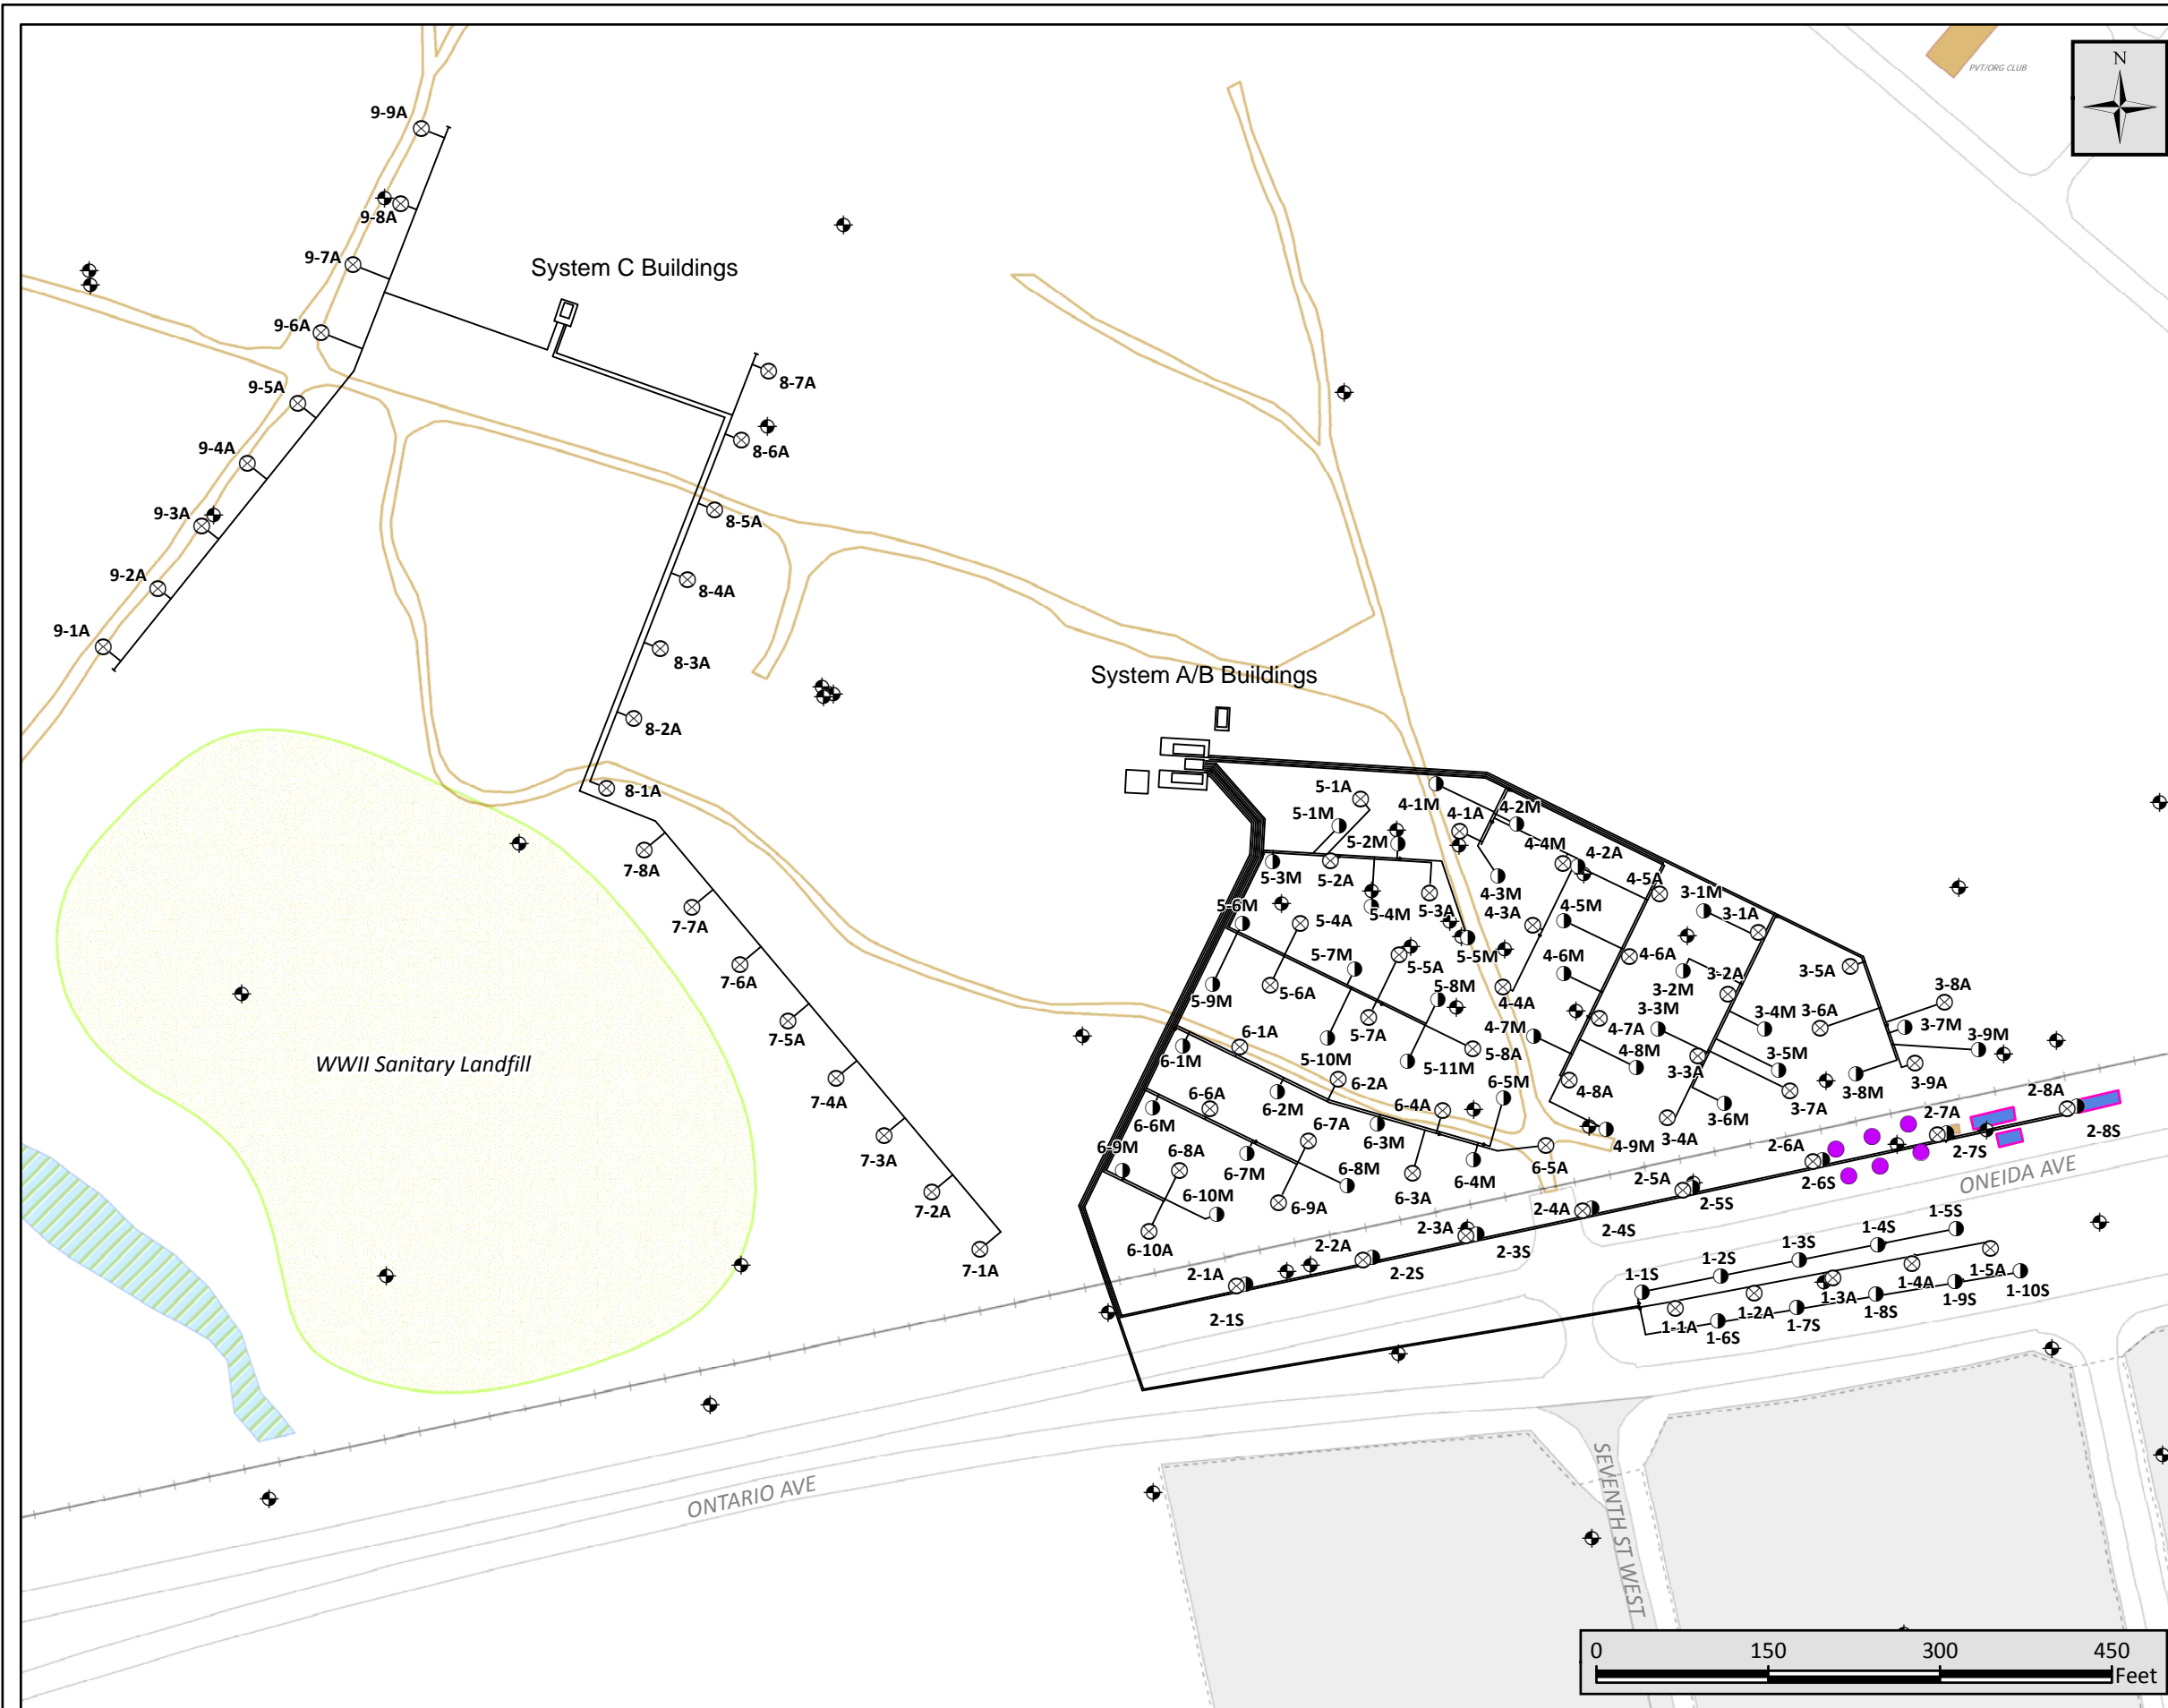 PVT/ORG CLUB
N
9-9A
9-8A
9-7A
System C Buildings
9-6A
8-7A
9-5A
9-4A
8-6A
9-3A
8-5A
9-2A
8-4A
9-1A
8-3A
System A/B Buildings
8-2A
8-1A
5-1A
5-1M
4-1M
4-1A
4-2M
5-2M
4-4M
4-2A
7-8A
5-3M
5-2A
4-3M
4-5A
3-1M
5-6M
5-4M
5-3A
4-5M
3-1A
7-7A
5-4A
4-3A
5-7M
5-5A
5-5M
4-6M
4-6A
3-5A
7-6A
5-9M
5-6A
5-8M
4-4A
3-2A
3-2M
3-8A
7-5A
6-1A
5-7A
4-7M
4-7A
3-3M
3-4M
3-6A
3-7M
3-9M
WWII Sanitary Landfill
6-1M
5-10M
5-11M
5-8A
4-8M
3-3A
3-5M
3-8M
3-9A
7-4A
6-6A
6-2A
6-5M
4-8A
3-7A
2-8A
6-6M
6-2M
6-7A
6-4A
3-4A
3-6M
2-7A
7-3A
6-9M
6-8A
6-3M
4-9M
2-6A
2-7S
2-8S
6-7M
6-8M
6-4M
6-5A
2-5A
2-6S
ONEIDA AVE
7-2A
6-10M
6-9A
6-3A
2-4A
2-5S
2-3A
2-4S
1-5S
6-10A
2-2A
2-3S
1-4S
7-1A
2-1A
2-2S
1-3S
1-2S
1-1S
2-1S
1-5A
1-4A
1-3A
1-2A
1-1A
1-10S
1-9S
1-8S
1-7S
1-6S
ONTARIO AVE
SEVENTH ST WEST
0 150 300 450
Feet